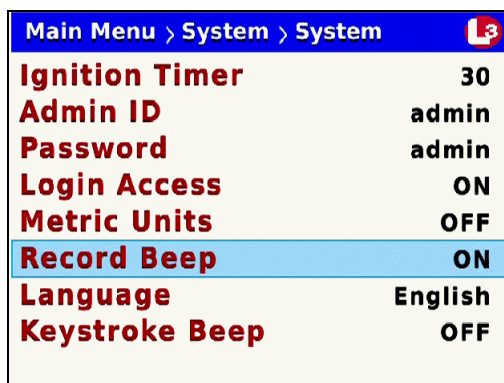 Main Menu > System > System L3
Ignition Timer 30
Admin ID admin
Password admin
Login Access ON
Metric Units OFF
Record Beep ON
Language English
Keystroke Beep OFF